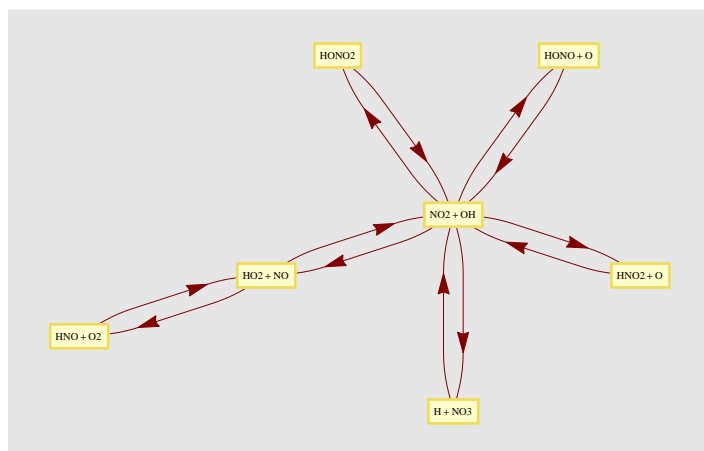 HONO2
HONO + O
NO2 + OH
HO2 + NO
HNO2 + O
HNO + O2
H + NO3